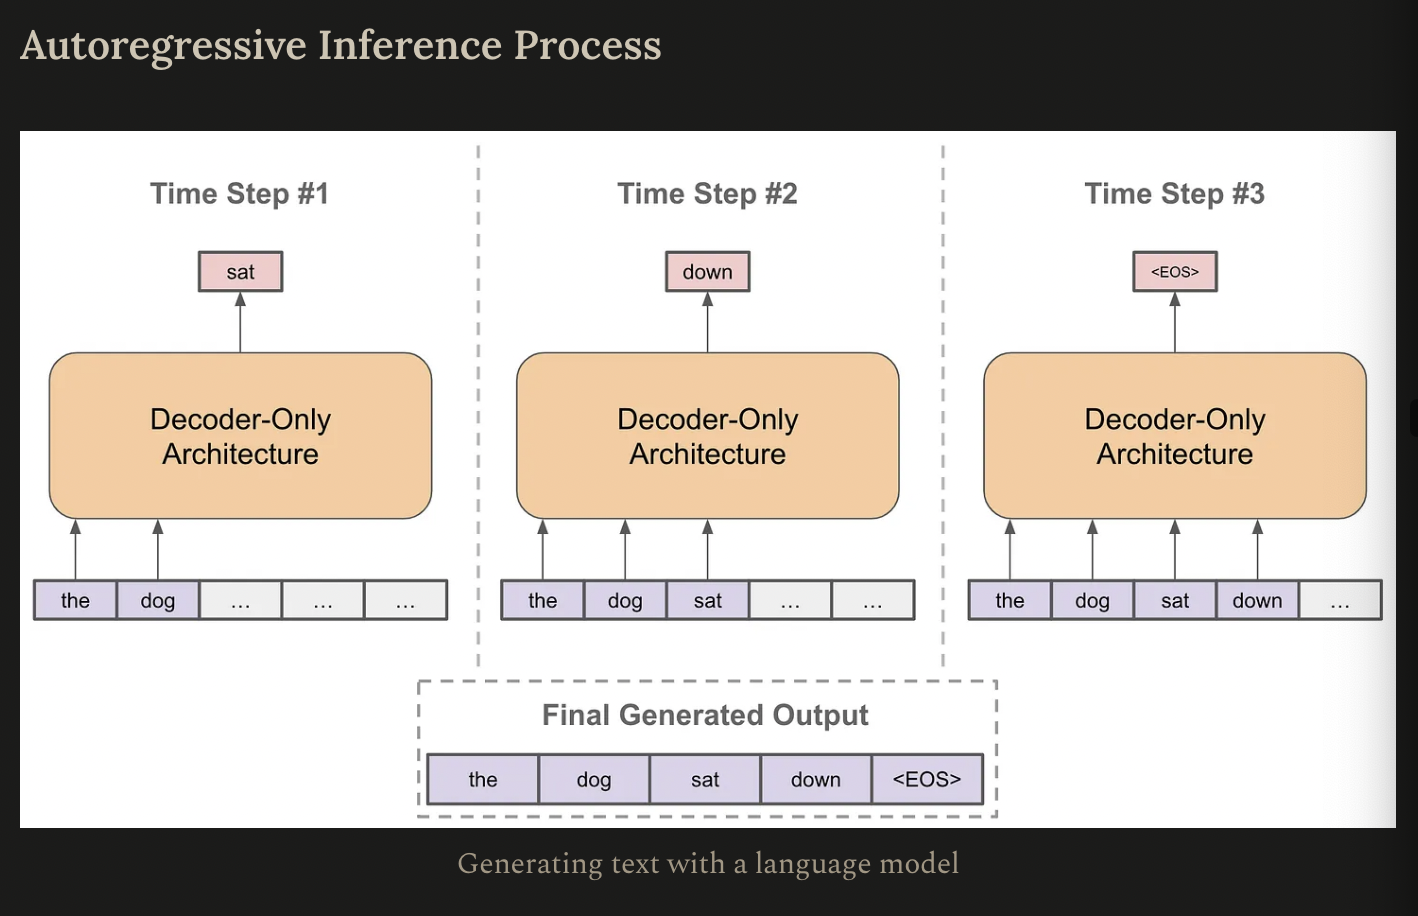 Autoregressive Inference Process
Time Step #1
sat
Decoder-Only
Architecture
the dog ... ... ...
Time Step #2
down
Decoder-Only
Architecture
the dog sat ... ...
Time Step #3
<EOS>
Decoder-Only
Architecture
the dog sat down ...
Final Generated Output
the dog sat down <EOS>
Generating text with a language model